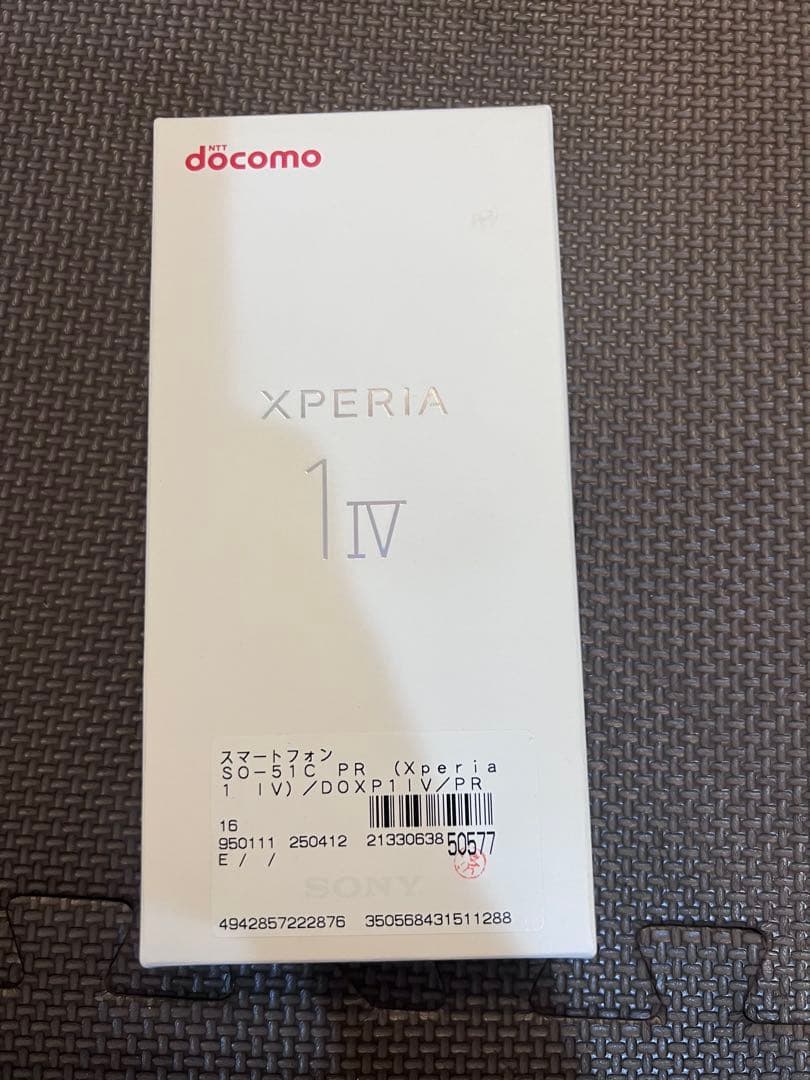 NTT
döcomo
XPERIA
1 IV
スマートフォン
SO-51C PR (Xperia
1 IV)/DOXP1IV/PR
16
950111 250412 21330638 50577
E / /
SONY
4942857222876 350568431511288